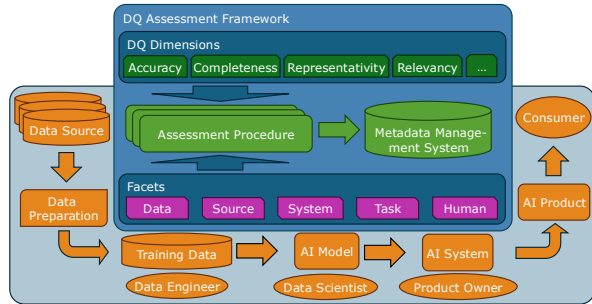 DQ Assessment Framework
DQ Dimensions
Accuracy
Completeness
Representativity
Relevancy
...
Data Source
Assessment Procedure
Metadata Manage-
ment System
Consumer
Data
Preparation
Facets
Data
Source
System
Task
Human
AI Product
Training Data
AI Model
AI System
Data Engineer
Data Scientist
Product Owner